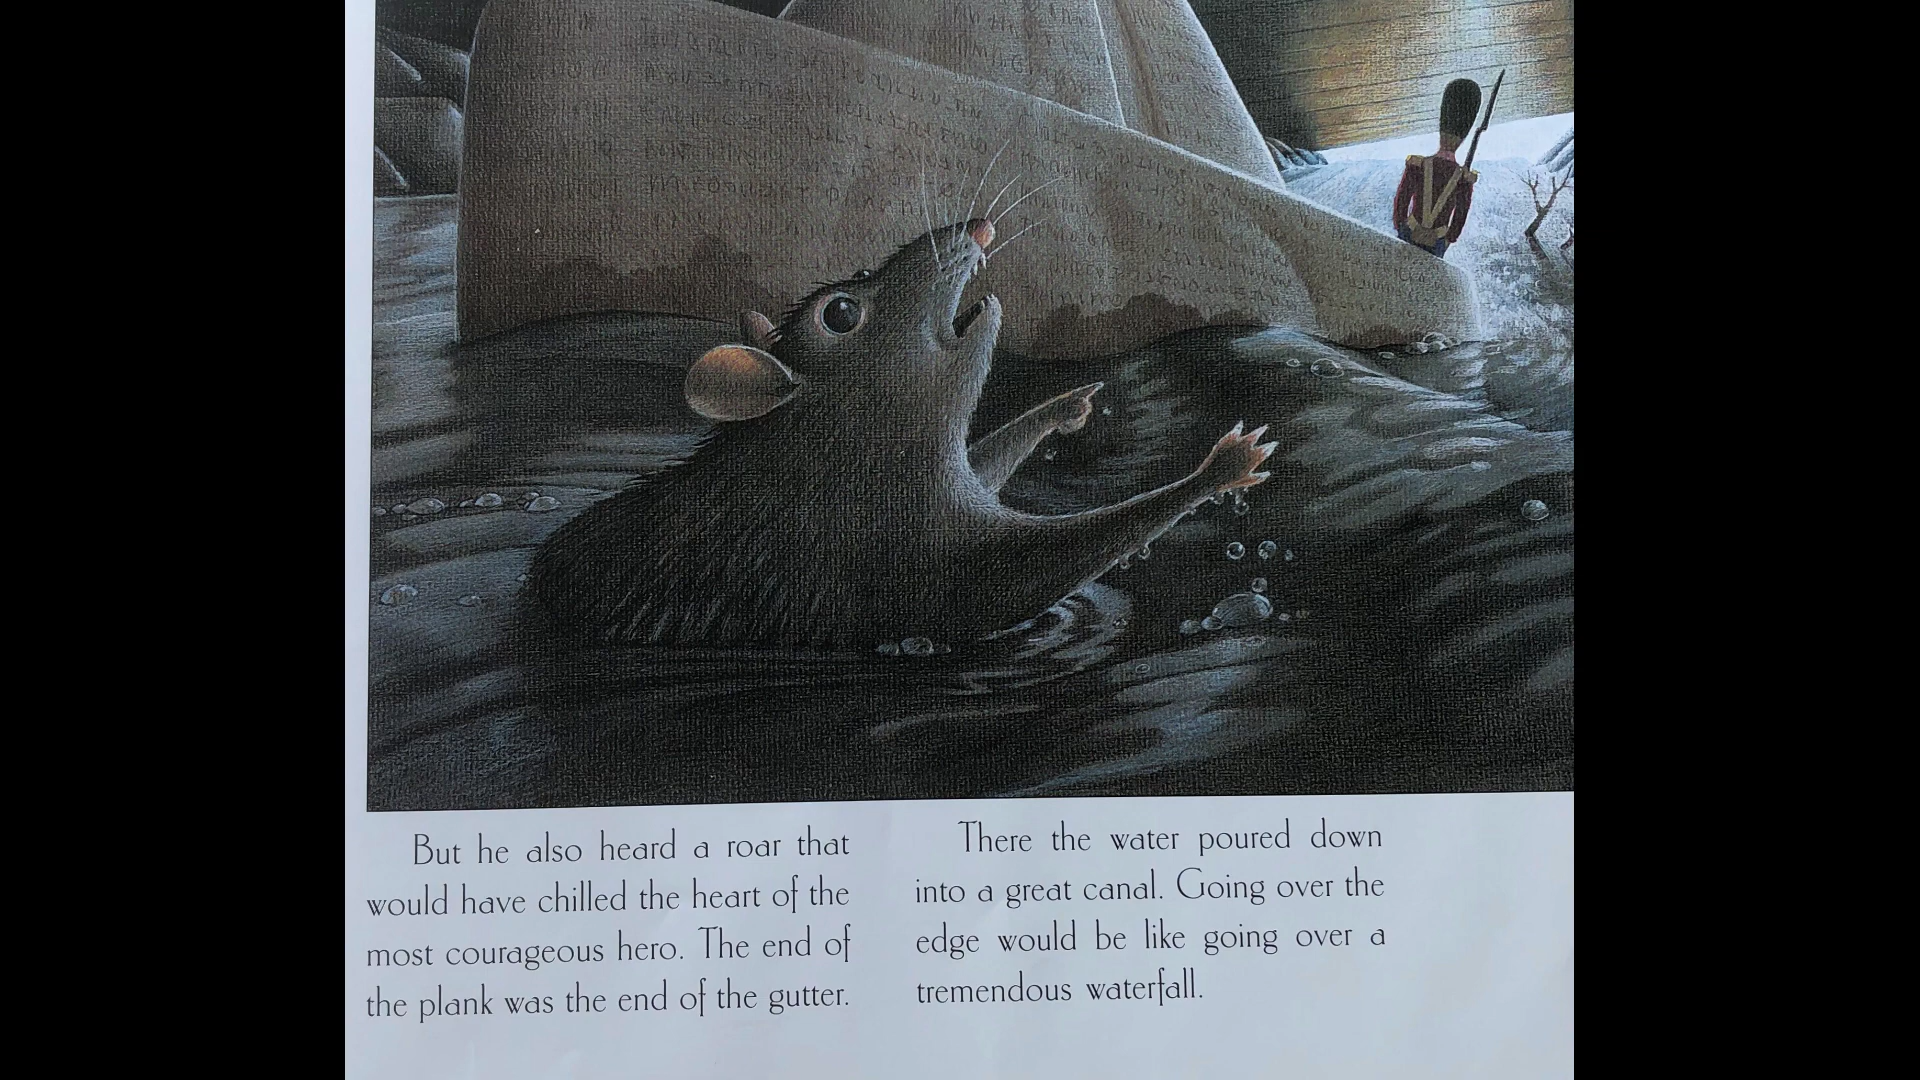 But he also heard a roar that
would have chilled the heart of the
most courageous hero. The end of
the plank was the end of the gutter.
There the water poured down
into a great canal. Going over the
edge would be like going over a
tremendous waterfall.